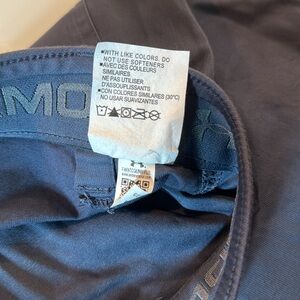 ▪WITH LIKE COLORS. DO
NOT USE SOFTENERS
▪AVEC DES COULEURS
SIMILAIRES
NE PAS UTILISER
D'ASSOUPLISSANTS
▪CON COLORES SIMILARES (30°C)
NO USAR SUAVIZANTES